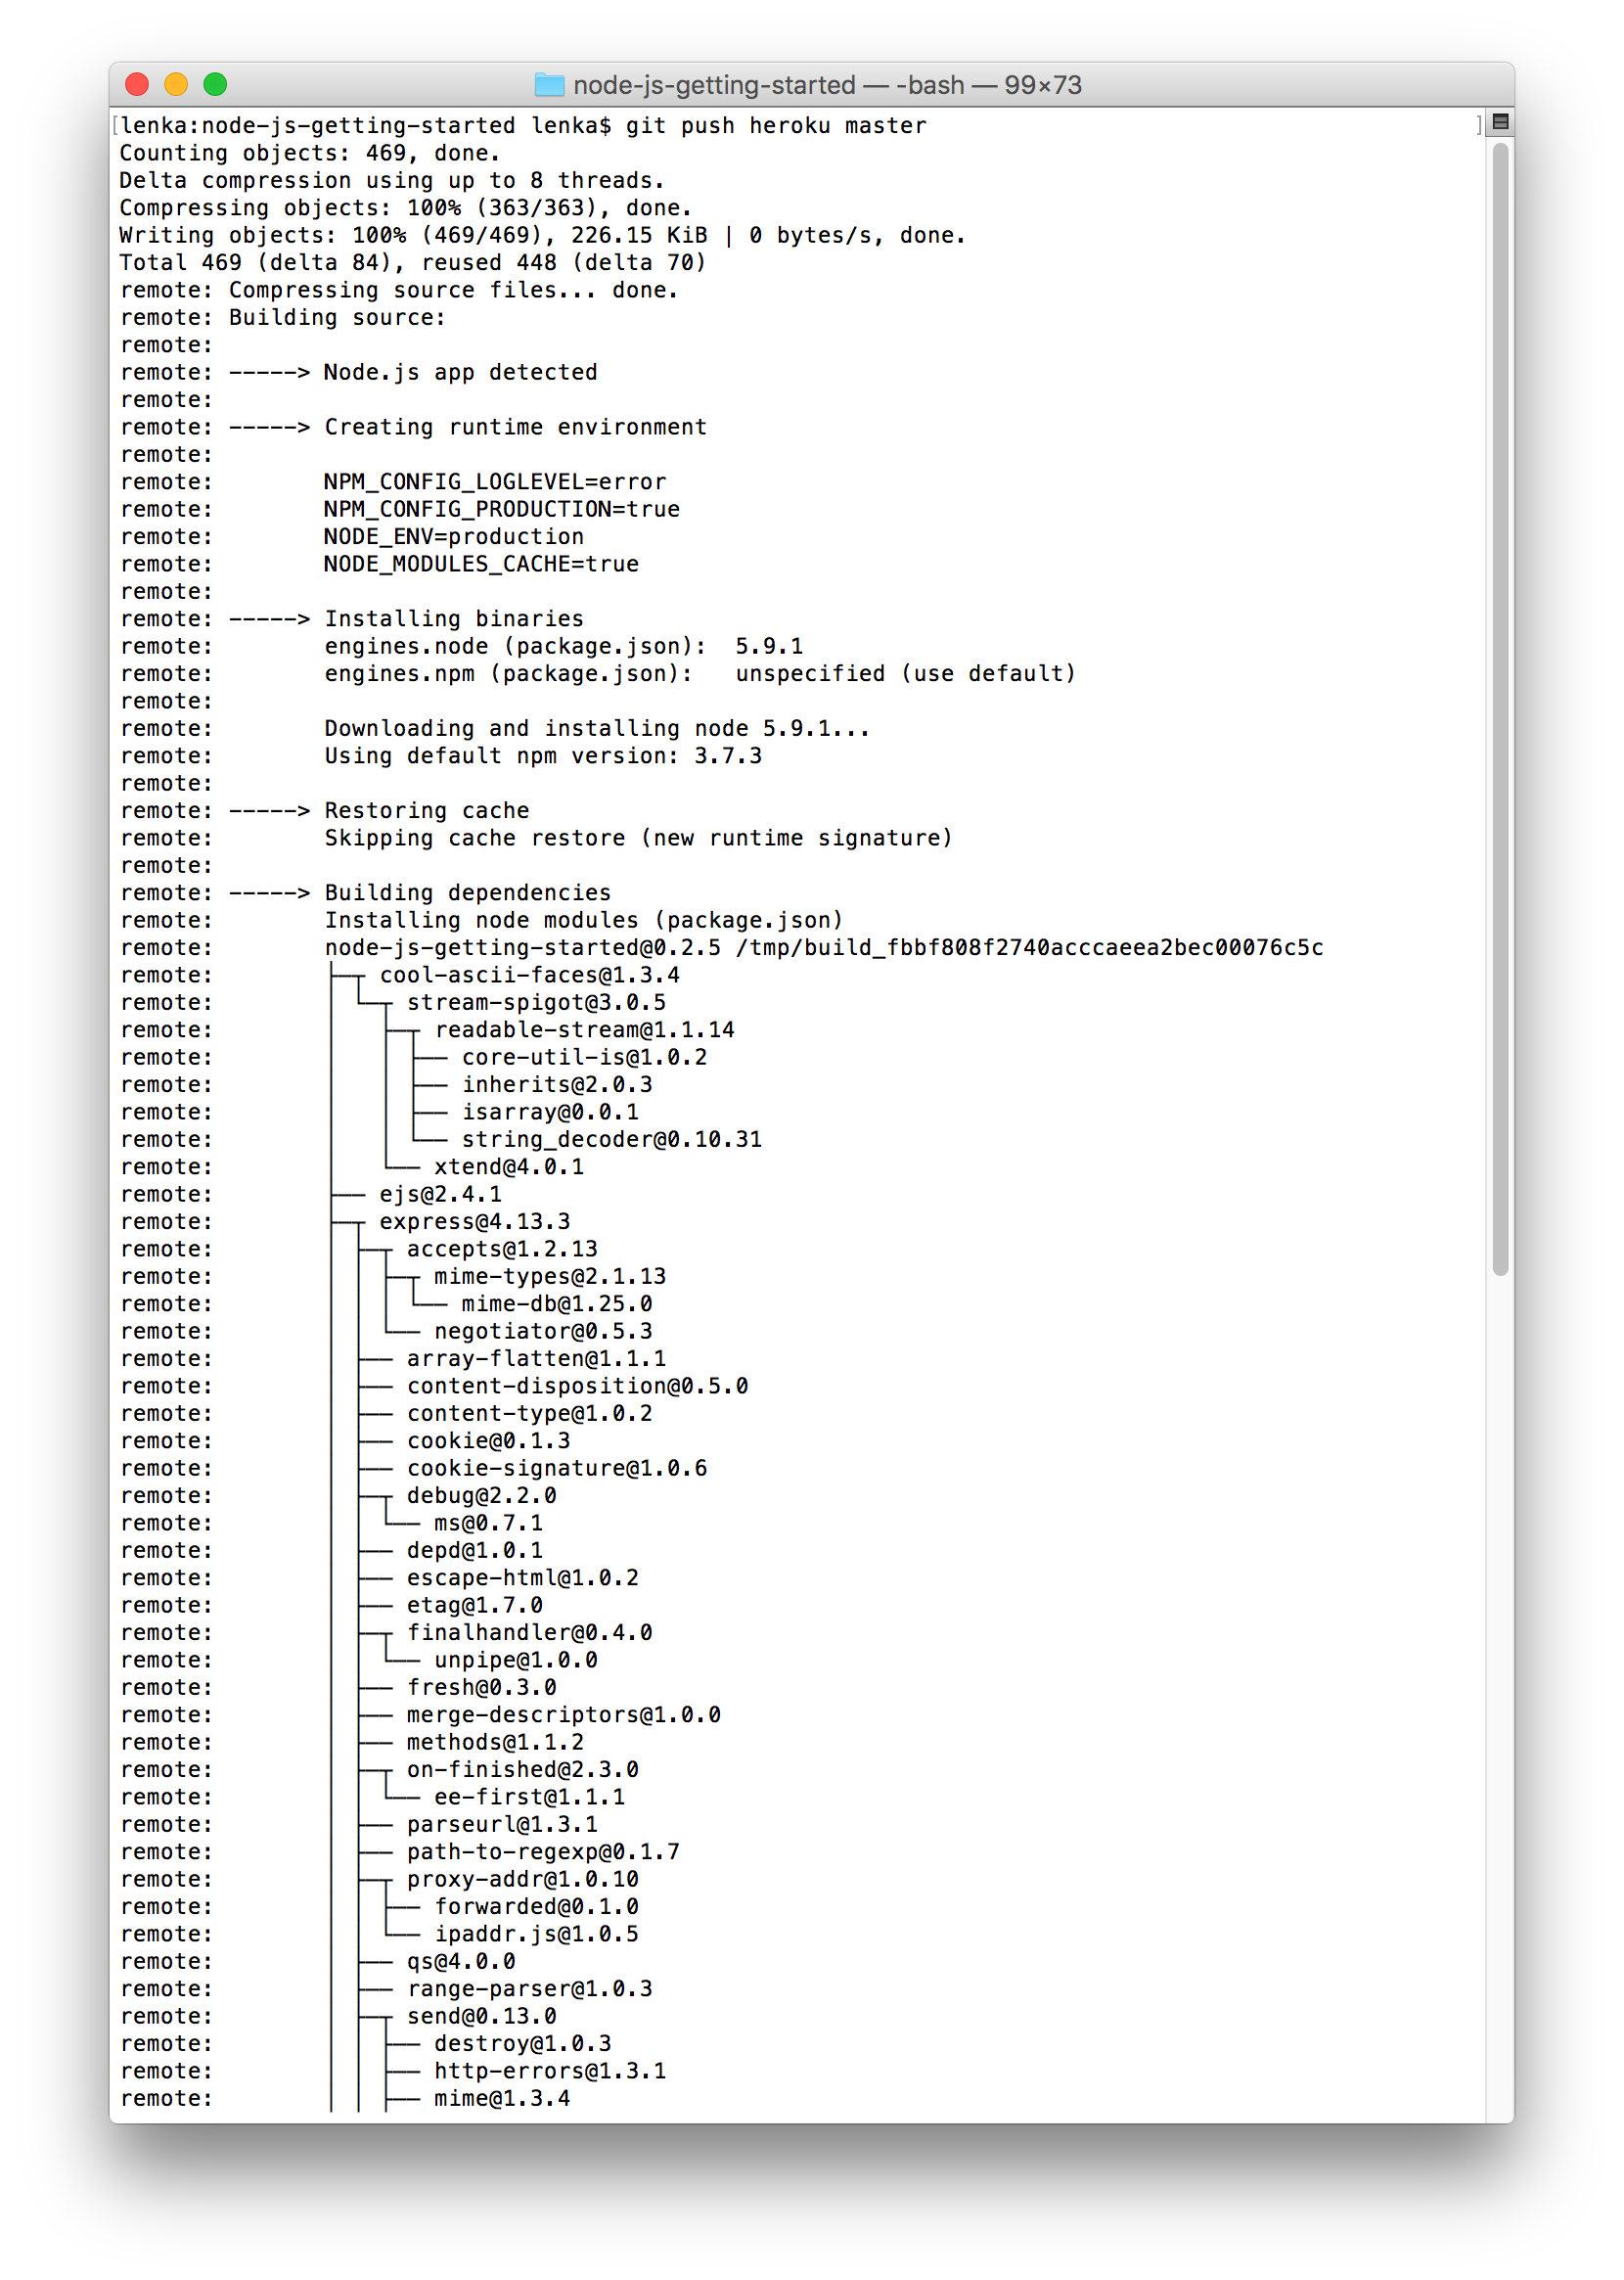 node-js-getting-started — -bash — 99×73
[lenka:node-js-getting-started lenka$ git push heroku master ]
Counting objects: 469, done.
Delta compression using up to 8 threads.
Compressing objects: 100% (363/363), done.
Writing objects: 100% (469/469), 226.15 KiB | 0 bytes/s, done.
Total 469 (delta 84), reused 448 (delta 70)
remote: Compressing source files... done.
remote: Building source:
remote:
remote: -----> Node.js app detected
remote:
remote: -----> Creating runtime environment
remote:
remote:        NPM_CONFIG_LOGLEVEL=error
remote:        NPM_CONFIG_PRODUCTION=true
remote:        NODE_ENV=production
remote:        NODE_MODULES_CACHE=true
remote:
remote: -----> Installing binaries
remote:        engines.node (package.json):  5.9.1
remote:        engines.npm (package.json):   unspecified (use default)
remote:
remote:        Downloading and installing node 5.9.1...
remote:        Using default npm version: 3.7.3
remote:
remote: -----> Restoring cache
remote:        Skipping cache restore (new runtime signature)
remote:
remote: -----> Building dependencies
remote:        Installing node modules (package.json)
remote:        node-js-getting-started@0.2.5 /tmp/build_fbbf808f2740acccaeea2bec00076c5c
remote:        ├─┬ cool-ascii-faces@1.3.4
remote:        │ └─┬ stream-spigot@3.0.5
remote:        │   ├─┬ readable-stream@1.1.14
remote:        │   │ ├── core-util-is@1.0.2
remote:        │   │ ├── inherits@2.0.3
remote:        │   │ ├── isarray@0.0.1
remote:        │   │ └── string_decoder@0.10.31
remote:        │   └── xtend@4.0.1
remote:        ├── ejs@2.4.1
remote:        ├─┬ express@4.13.3
remote:        │ ├─┬ accepts@1.2.13
remote:        │ │ ├─┬ mime-types@2.1.13
remote:        │ │ │ └── mime-db@1.25.0
remote:        │ │ └── negotiator@0.5.3
remote:        │ ├── array-flatten@1.1.1
remote:        │ ├── content-disposition@0.5.0
remote:        │ ├── content-type@1.0.2
remote:        │ ├── cookie@0.1.3
remote:        │ ├── cookie-signature@1.0.6
remote:        │ ├─┬ debug@2.2.0
remote:        │ │ └── ms@0.7.1
remote:        │ ├── depd@1.0.1
remote:        │ ├── escape-html@1.0.2
remote:        │ ├── etag@1.7.0
remote:        │ ├─┬ finalhandler@0.4.0
remote:        │ │ └── unpipe@1.0.0
remote:        │ ├── fresh@0.3.0
remote:        │ ├── merge-descriptors@1.0.0
remote:        │ ├── methods@1.1.2
remote:        │ ├─┬ on-finished@2.3.0
remote:        │ │ └── ee-first@1.1.1
remote:        │ ├── parseurl@1.3.1
remote:        │ ├── path-to-regexp@0.1.7
remote:        │ ├─┬ proxy-addr@1.0.10
remote:        │ │ ├── forwarded@0.1.0
remote:        │ │ └── ipaddr.js@1.0.5
remote:        │ ├── qs@4.0.0
remote:        │ ├── range-parser@1.0.3
remote:        │ ├─┬ send@0.13.0
remote:        │ │ ├── destroy@1.0.3
remote:        │ │ ├── http-errors@1.3.1
remote:        │ │ ├── mime@1.3.4